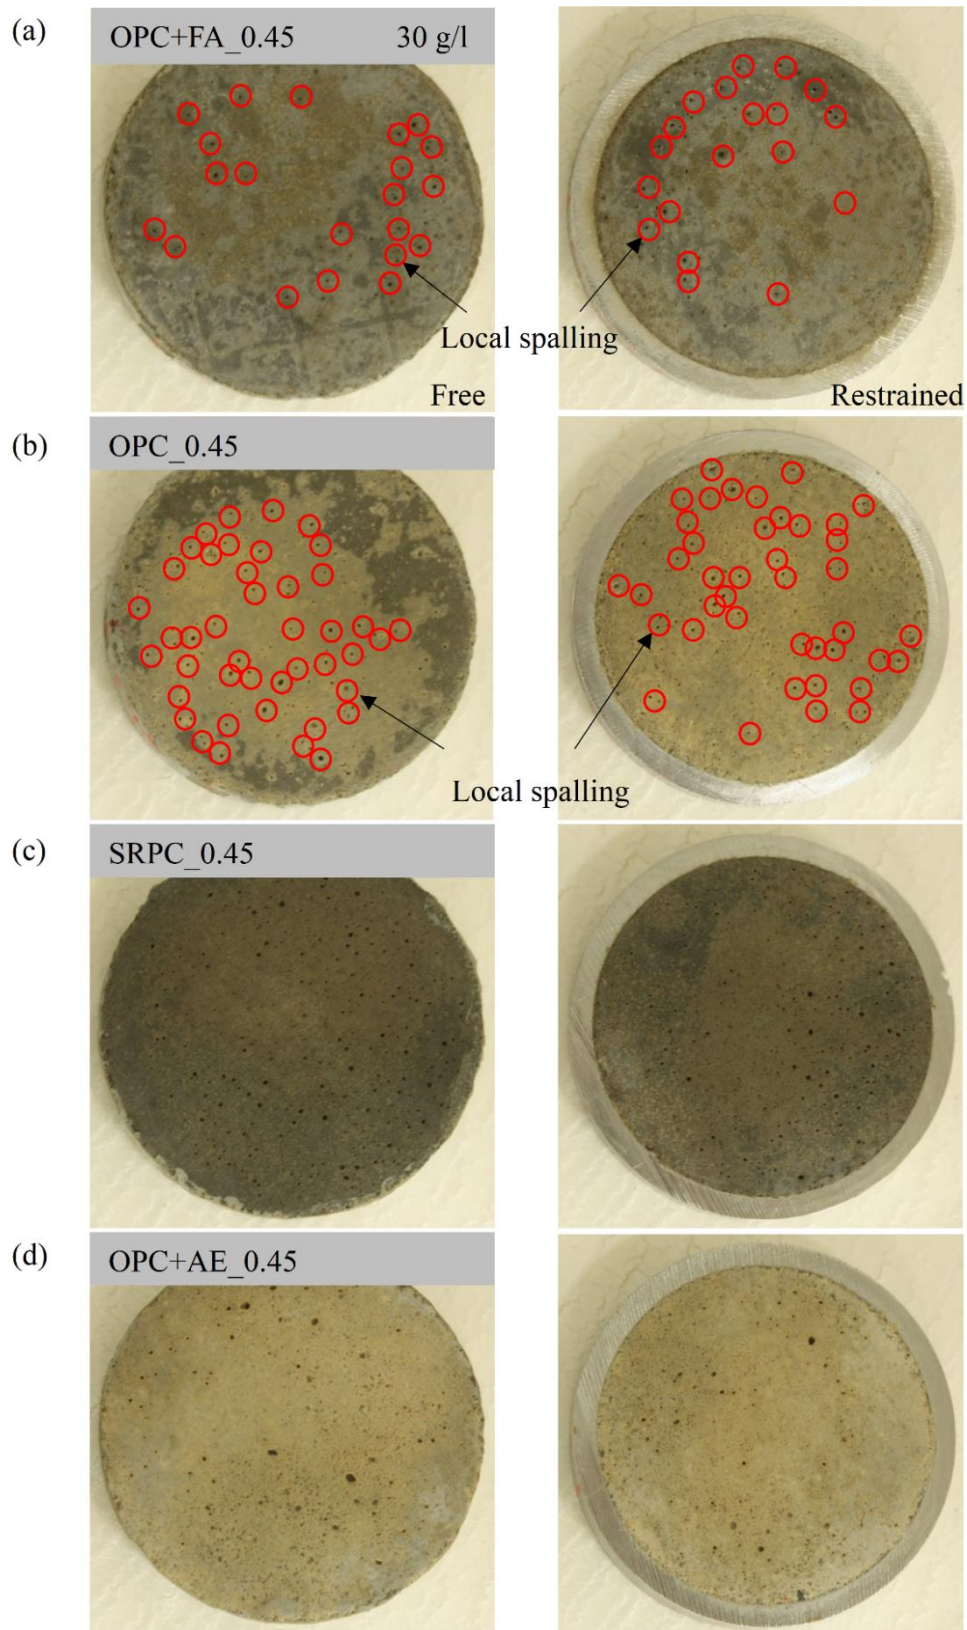 (a)
OPC+FA_0.45 30 g/l
Local spalling
Free
Restrained
(b)
OPC_0.45
Local spalling
(c)
SRPC_0.45
(d)
OPC+AE_0.45